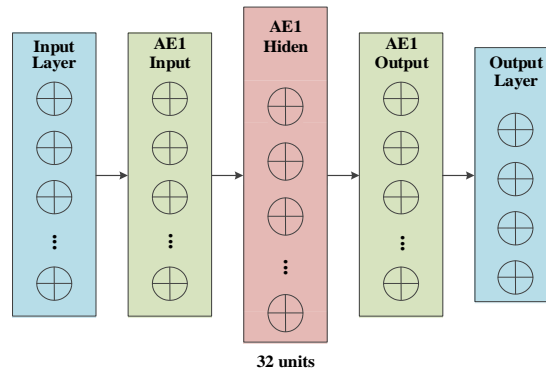 Input
Layer
AE1
Input
AE1
Hiden
AE1
Output
Output
Layer
32 units